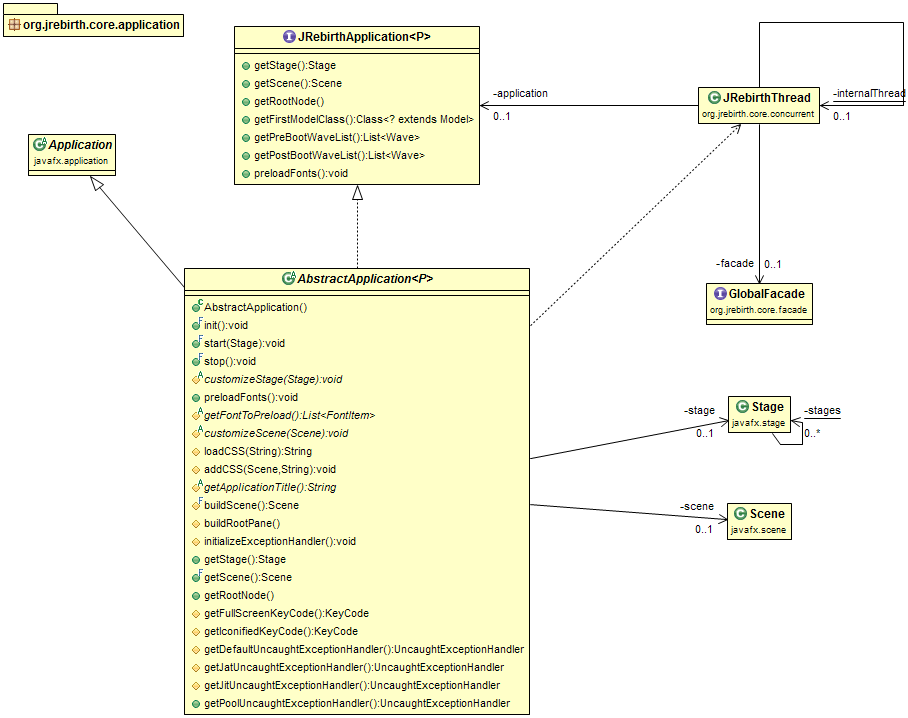 org.jrebirth.core.application
JRebirthApplication<P>
getStage():Stage
getScene():Scene
getRootNode()
getFirstModelClass():Class<? extends Model>
getPreBootWaveList():List<Wave>
getPostBootWaveList():List<Wave>
preloadFonts():void
-application
0..1
JRebirthThread
org.jrebirth.core.concurrent
-internalThread
0..1
Application
javafx.application
-facade 0..1
GlobalFacade
org.jrebirth.core.facade
AbstractApplication<P>
AbstractApplication()
init():void
start(Stage):void
stop():void
customizeStage(Stage):void
preloadFonts():void
getFontToPreload():List<FontItem>
customizeScene(Scene):void
loadCSS(String):String
addCSS(Scene,String):void
getApplicationTitle():String
buildScene():Scene
buildRootPane()
initializeExceptionHandler():void
getStage():Stage
getScene():Scene
getRootNode()
getFullScreenKeyCode():KeyCode
getIconifiedKeyCode():KeyCode
getDefaultUncaughtExceptionHandler():UncaughtExceptionHandler
getJatUncaughtExceptionHandler():UncaughtExceptionHandler
getJitUncaughtExceptionHandler():UncaughtExceptionHandler
getPoolUncaughtExceptionHandler():UncaughtExceptionHandler
-stage
0..1
Stage
javafx.stage
-stages
0..*
-scene
0..1
Scene
javafx.scene